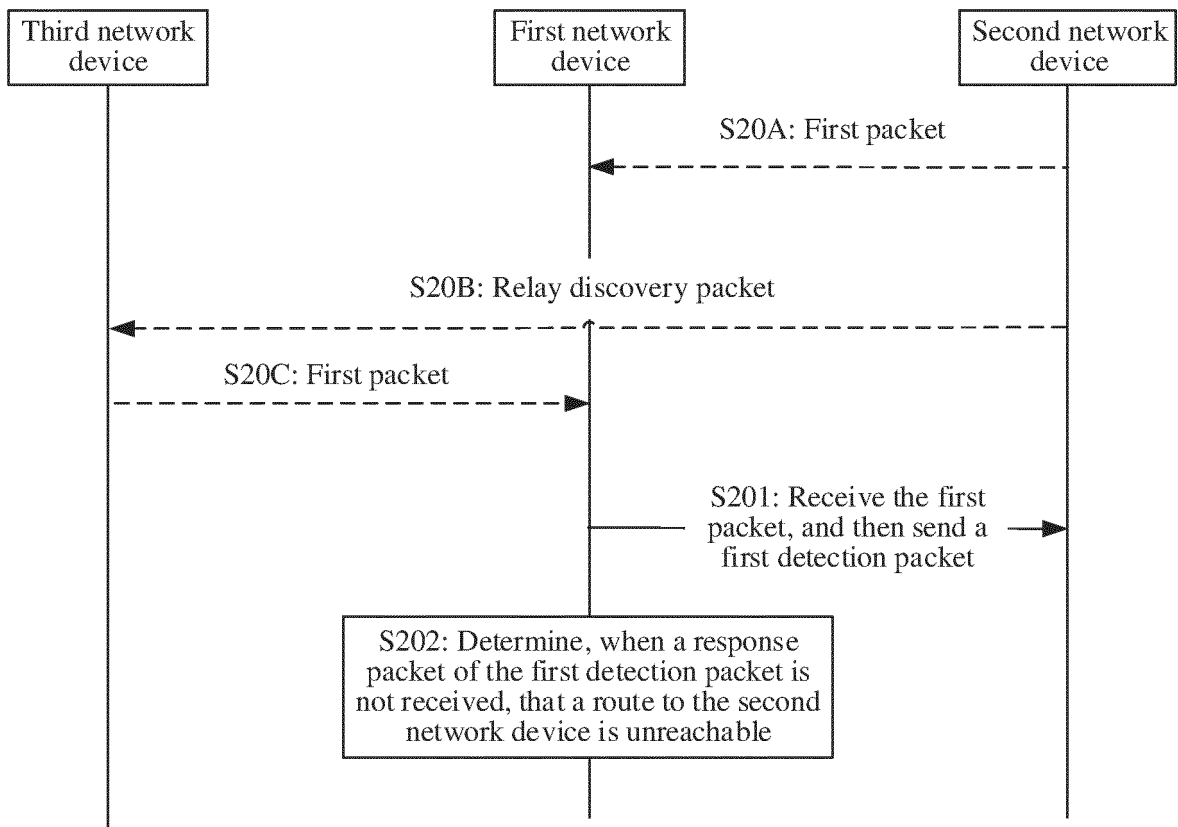 Third network
device
First network
device
Second network
device
S20A: First packet
S20B: Relay discovery packet
S20C: First packet
S201: Receive the first
packet, and then send a
first detection packet
S202: Determine, when a response
packet of the first detection packet is
not received, that a route to the second
network device is unreachable